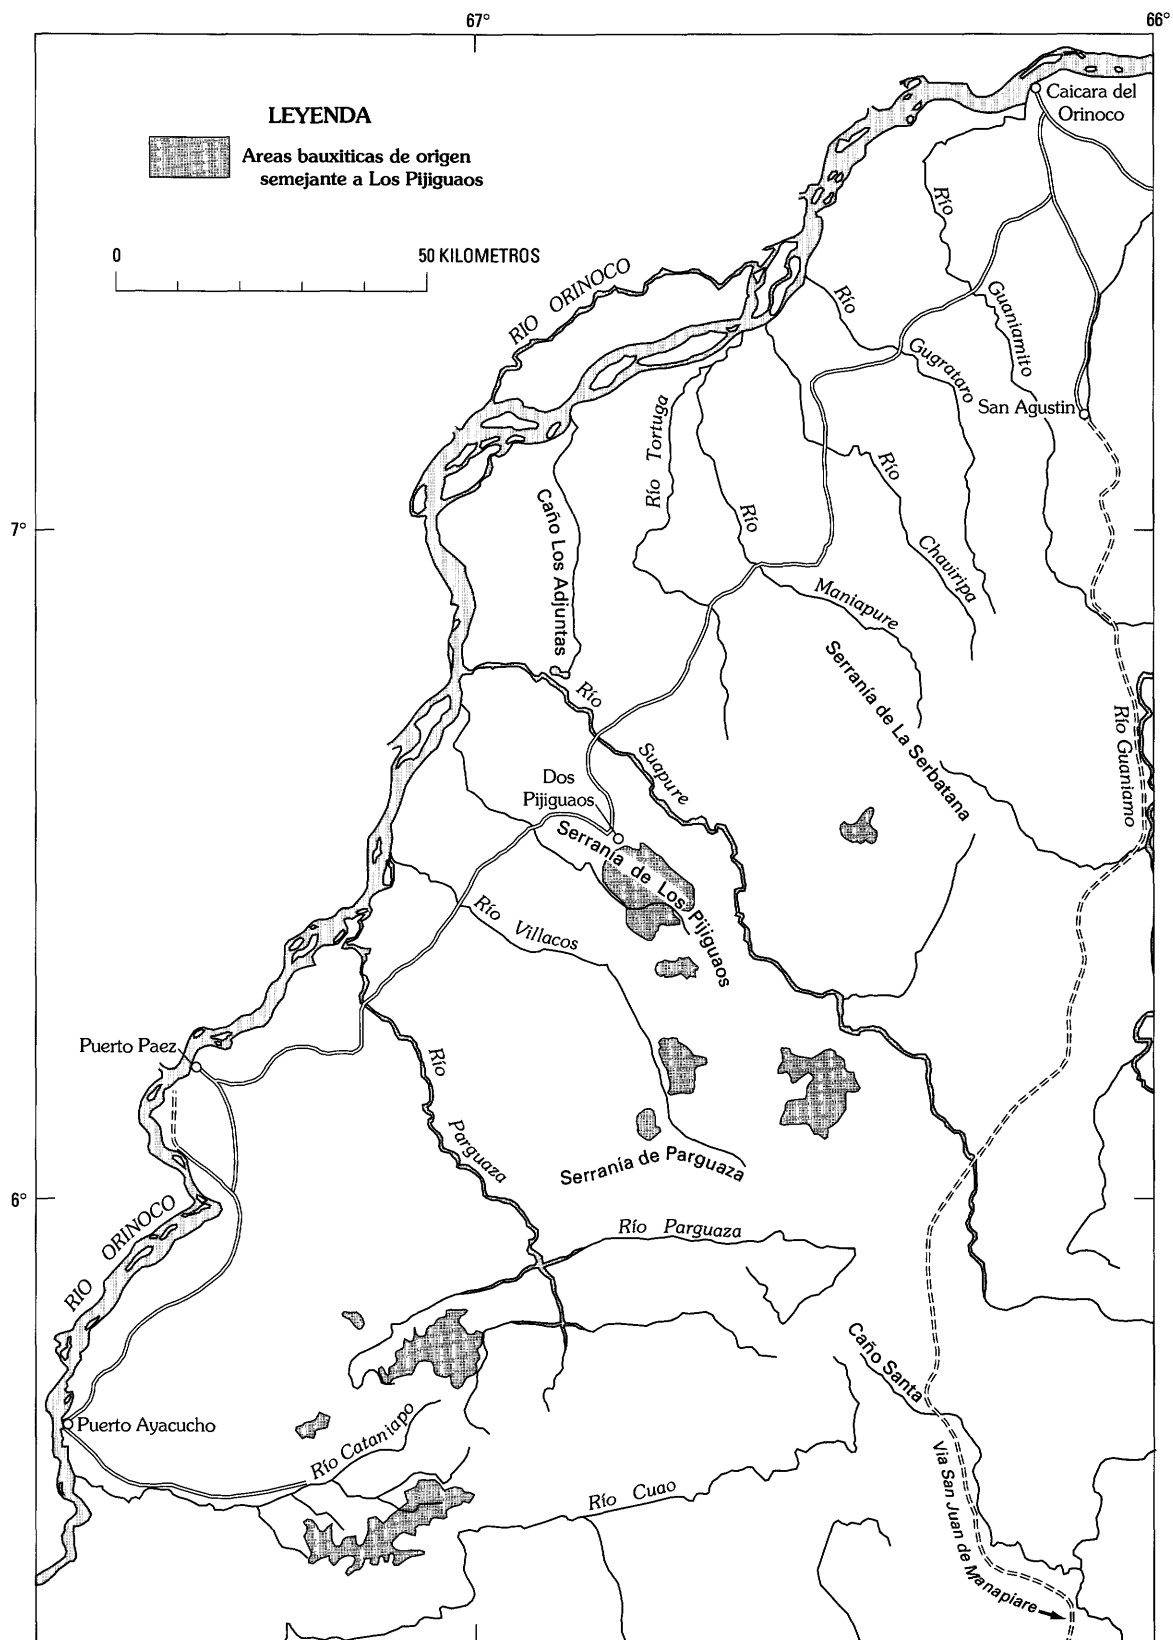 67°
66°
LEYENDA
Areas bauxiticas de origen
semejante a Los Pijiguaos
0
50 KILOMETROS
Caicara del
Orinoco
RIO ORINOCO
Río
Guaniamito
Río
Gugrataro
San Agustin
Río Tortuga
Río
Chaviripa
Caño Los Adjuntas
Río
Maniapure
7°
Serranía de La Serbatana
Río Guaniamo
Río
Suapure
Dos
Pijiguaos
Serranía de Los Pijiguaos
Río Villacos
Puerto Paez
Río
Parguaza
Serranía de Parguaza
6°
RIO ORINOCO
Río Parguaza
Caño Santa
Puerto Ayacucho
Río Cataniapo
Río Cuao
Via San Juan de Manapiare